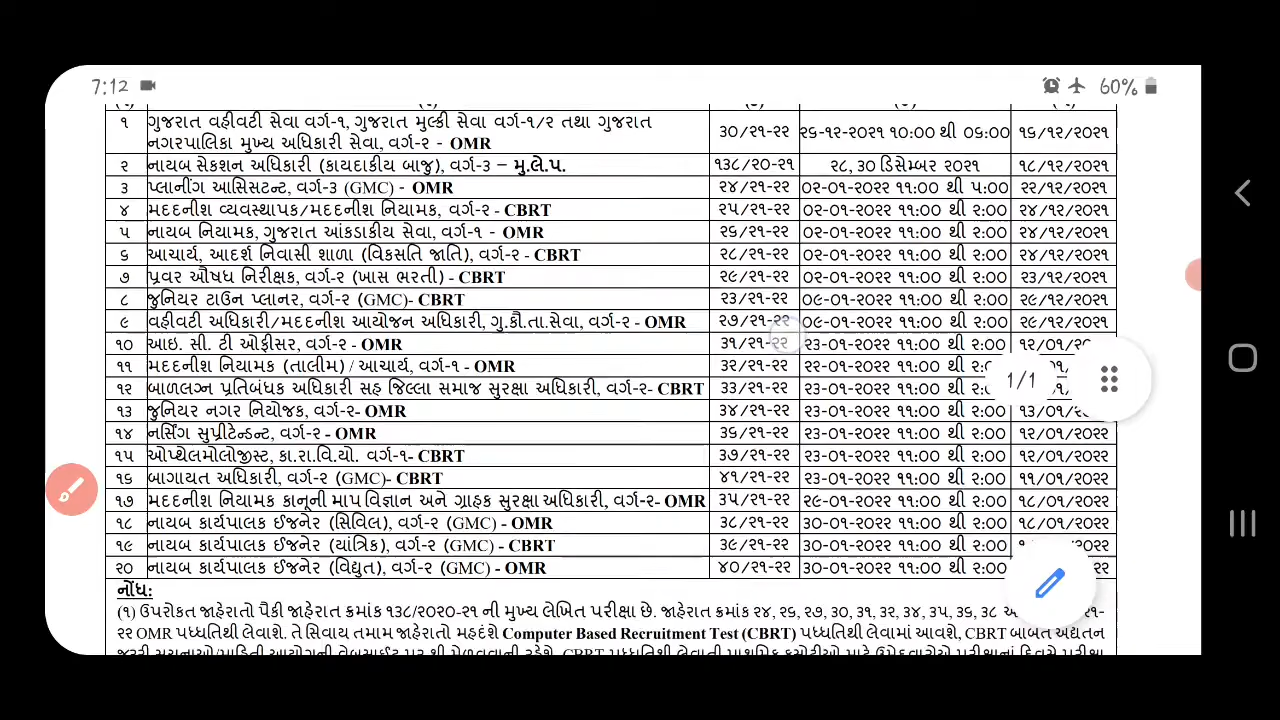 7:12 60%
૧ ગુજરાત વહીવટી સેવા વર્ગ-૧, ગુજરાત મુલ્કી સેવા વર્ગ-૧/૨ તથા ગુજરાત
નગરપાલિકા મુખ્ય અધિકારી સેવા, વર્ગ-૨ - OMR ૩૦/૨૧-૨૨ ૨૬-૧૨-૨૦૨૧ ૧૦:૦૦ થી ૦૬:૦૦ ૧૬/૧૨/૨૦૨૧
૨ નાયબ સેકશન અધિકારી (કાયદાકીય બાજુ), વર્ગ-૩ – મુ.લે.પ. ૧૩૮/૨૦-૨૧ ૨૮, ૩૦ ડિસેમ્બર ૨૦૨૧ ૧૮/૧૨/૨૦૨૧
૩ પ્લાનીંગ આસિસટન્ટ, વર્ગ-૩ (GMC) - OMR ૨૪/૨૧-૨૨ ૦૨-૦૧-૨૦૨૨ ૧૧:૦૦ થી ૫:૦૦ ૨૨/૧૨/૨૦૨૧
૪ મદદનીશ વ્યવસ્થાપક/મદદનીશ નિયામક, વર્ગ-૨ - CBRT ૨૫/૨૧-૨૨ ૦૨-૦૧-૨૦૨૨ ૧૧:૦૦ થી ૨:૦૦ ૨૪/૧૨/૨૦૨૧
૫ નાયબ નિયામક, ગુજરાત આંકડાકીય સેવા, વર્ગ-૧ - OMR ૨૬/૨૧-૨૨ ૦૨-૦૧-૨૦૨૨ ૧૧:૦૦ થી ૨:૦૦ ૨૪/૧૨/૨૦૨૧
૬ આચાર્ય, આદર્શ નિવાસી શાળા (વિકસતિ જાતિ), વર્ગ-૨ - CBRT ૨૮/૨૧-૨૨ ૦૨-૦૧-૨૦૨૨ ૧૧:૦૦ થી ૨:૦૦ ૨૪/૧૨/૨૦૨૧
૭ પ્રવર ઔષધ નિરીક્ષક, વર્ગ-૨ (ખાસ ભરતી) - CBRT ૨૯/૨૧-૨૨ ૦૨-૦૧-૨૦૨૨ ૧૧:૦૦ થી ૨:૦૦ ૨૩/૧૨/૨૦૨૧
૮ જુનિયર ટાઉન પ્લાનર, વર્ગ-૨ (GMC)- CBRT ૨૩/૨૧-૨૨ ૦૯-૦૧-૨૦૨૨ ૧૧:૦૦ થી ૨:૦૦ ૨૯/૧૨/૨૦૨૧
૯ વહીવટી અધિકારી/મદદનીશ આયોજન અધિકારી, ગુ.કૌ.તા.સેવા, વર્ગ-૨ - OMR ૨૭/૨૧-૨૨ ૦૯-૦૧-૨૦૨૨ ૧૧:૦૦ થી ૨:૦૦ ૨૯/૧૨/૨૦૨૧
૧૦ આઇ. સી. ટી ઓફીસર, વર્ગ-૨ - OMR ૩૧/૨૧-૨૨ ૨૩-૦૧-૨૦૨૨ ૧૧:૦૦ થી ૨:૦૦
૧૧ મદદનીશ નિયામક (તાલીમ) / આચાર્ય, વર્ગ-૧ - OMR ૩૨/૨૧-૨૨ ૨૨-૦૧-૨૦૨૨ ૧૧:૦૦ થી
1/1
૧૨ બાળલગ્ન પ્રતિબંધક અધિકારી સહ જિલ્લા સમાજ સુરક્ષા અધિકારી, વર્ગ-૨- CBRT ૩૩/૨૧-૨૨ ૨૩-૦૧-૨૦૨૨ ૧૧:૦૦ થી
૧૩ જુનિયર નગર નિયોજક, વર્ગ-૨- OMR ૩૪/૨૧-૨૨ ૨૩-૦૧-૨૦૨૨ ૧૧:૦૦ થી ૨:૦૦
૧૪ નર્સિંગ સુપ્રીટેન્ડન્ટ, વર્ગ-૨ - OMR ૩૬/૨૧-૨૨ ૨૩-૦૧-૨૦૨૨ ૧૧:૦૦ થી ૨:૦૦ ૧૨/૦૧/૨૦૨૨
૧૫ ઓપ્થેલમોલોજીસ્ટ, કા.રા.વિ.યો. વર્ગ-૧- CBRT ૩૭/૨૧-૨૨ ૨૩-૦૧-૨૦૨૨ ૧૧:૦૦ થી ૨:૦૦ ૧૨/૦૧/૨૦૨૨
૧૬ બાગાયત અધિકારી, વર્ગ-૨ (GMC)- CBRT ૪૧/૨૧-૨૨ ૨૩-૦૧-૨૦૨૨ ૧૧:૦૦ થી ૨:૦૦ ૧૧/૦૧/૨૦૨૨
૧૭ મદદનીશ નિયામક કાનૂની માપ વિજ્ઞાન અને ગ્રાહક સુરક્ષા અધિકારી, વર્ગ-૨- OMR ૩૫/૨૧-૨૨ ૨૯-૦૧-૨૦૨૨ ૧૧:૦૦ થી ૨:૦૦ ૧૮/૦૧/૨૦૨૨
૧૮ નાયબ કાર્યપાલક ઈજનેર (સિવિલ), વર્ગ-૨ (GMC) - OMR ૩૮/૨૧-૨૨ ૩૦-૦૧-૨૦૨૨ ૧૧:૦૦ થી ૨:૦૦ ૧૮/૦૧/૨૦૨૨
૧૯ નાયબ કાર્યપાલક ઈજનેર (યાંત્રિક), વર્ગ-૨ (GMC) - CBRT ૩૯/૨૧-૨૨ ૩૦-૦૧-૨૦૨૨ ૧૧:૦૦ થી ૨:૦૦
૨૦ નાયબ કાર્યપાલક ઈજનેર (વિદ્યુત), વર્ગ-૨ (GMC) - OMR ૪૦/૨૧-૨૨ ૩૦-૦૧-૨૦૨૨ ૧૧:૦૦ થી ૨:૦૦
નોંધ:
(૧) ઉપરોકત જાહેરાતો પૈકી જાહેરાત ક્રમાંક ૧૩૮/૨૦૨૦-૨૧ ની મુખ્ય લેખિત પરીક્ષા છે. જાહેરાત ક્રમાંક ૨૪, ૨૬, ૨૭, ૩૦, ૩૧, ૩૨, ૩૪, ૩૫, ૩૬, ૩૮
૨૨ OMR પધ્ધતિથી લેવાશે. તે સિવાય તમામ જાહેરાતો મહદંશે Computer Based Recruitment Test (CBRT) પધ્ધતિથી લેવામાં આવશે, CBRT બાબત અદ્યતન